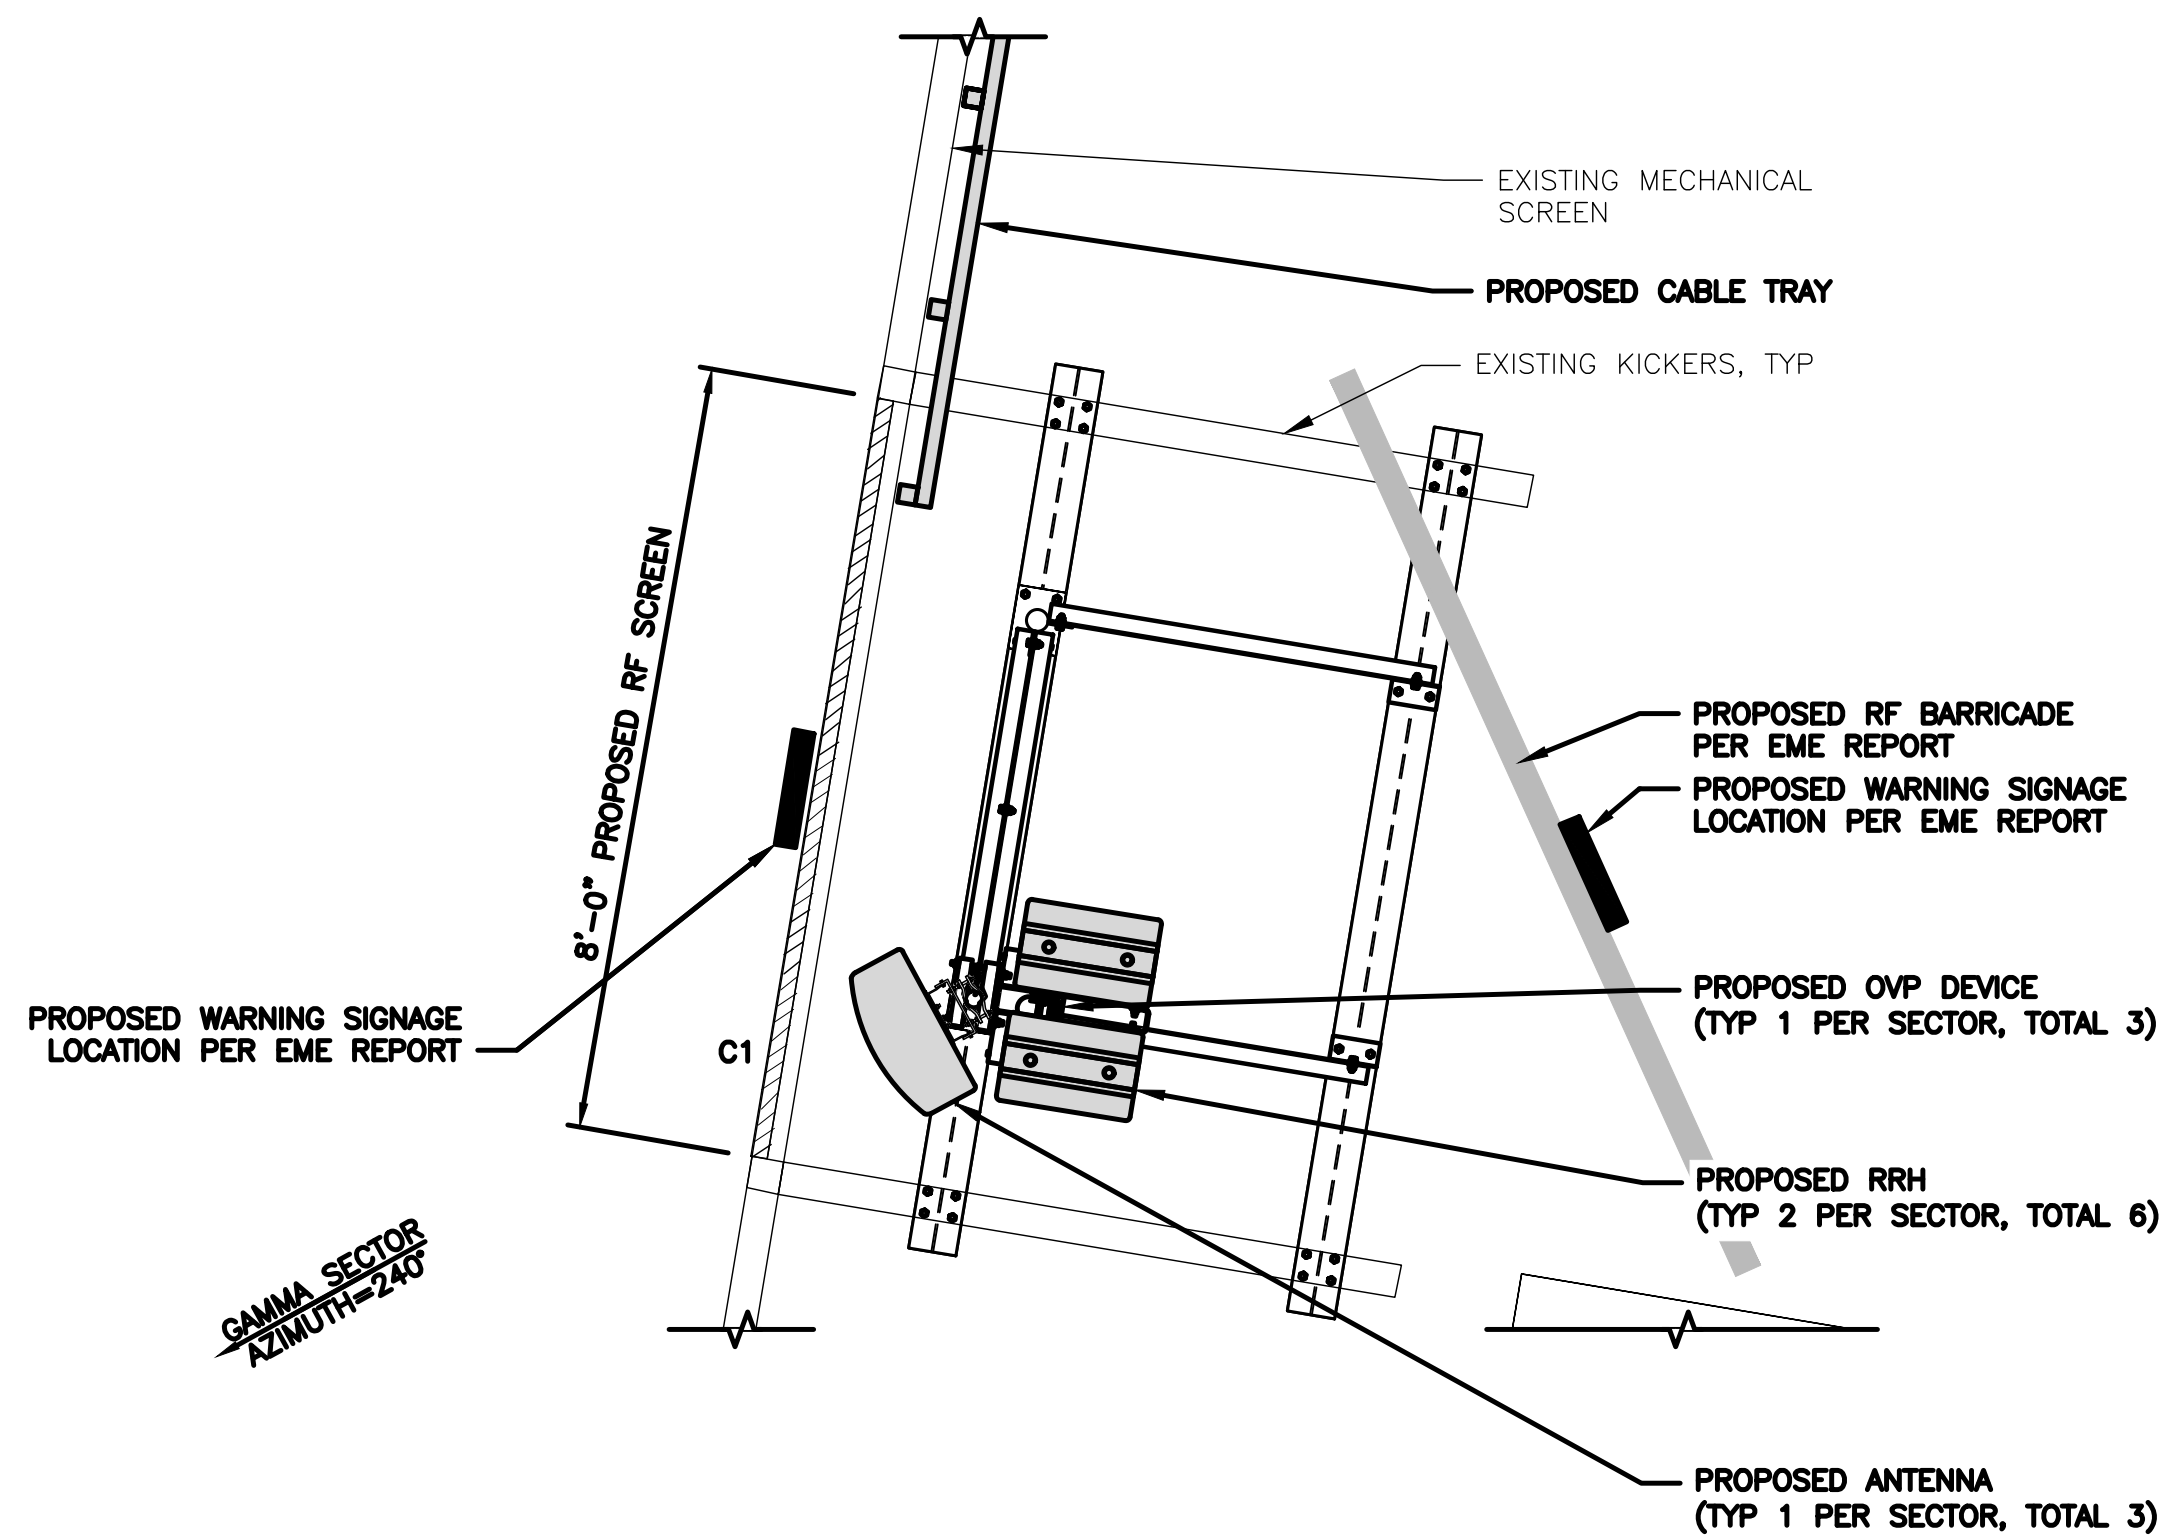 EXISTING MECHANICAL
SCREEN
PROPOSED CABLE TRAY
EXISTING KICKERS, TYP
8'-0" PROPOSED RF SCREEN
PROPOSED RF BARRICADE
PER EME REPORT
PROPOSED WARNING SIGNAGE
LOCATION PER EME REPORT
PROPOSED OVP DEVICE
(TYP 1 PER SECTOR, TOTAL 3)
PROPOSED WARNING SIGNAGE
LOCATION PER EME REPORT
C1
PROPOSED RRH
(TYP 2 PER SECTOR, TOTAL 6)
GAMMA SECTOR
AZIMUTH=240°
PROPOSED ANTENNA
(TYP 1 PER SECTOR, TOTAL 3)